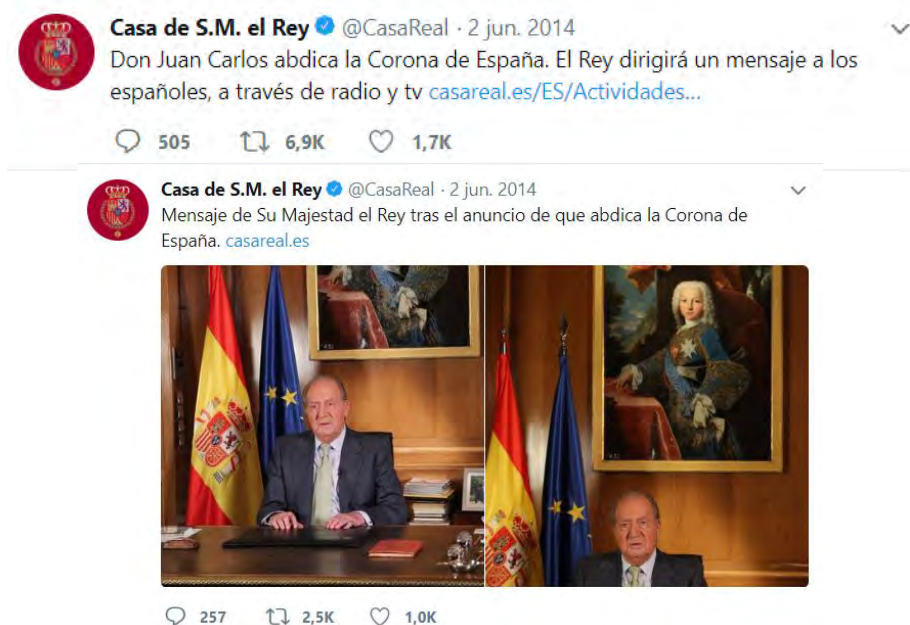 Casa de S.M. el Rey @CasaReal · 2 jun. 2014
Don Juan Carlos abdica la Corona de España. El Rey dirigirá un mensaje a los
españoles, a través de radio y tv casareal.es/ES/Actividades...
505 6,9K 1,7K
Casa de S.M. el Rey @CasaReal · 2 jun. 2014
Mensaje de Su Majestad el Rey tras el anuncio de que abdica la Corona de
España. casareal.es
257 2,5K 1,0K